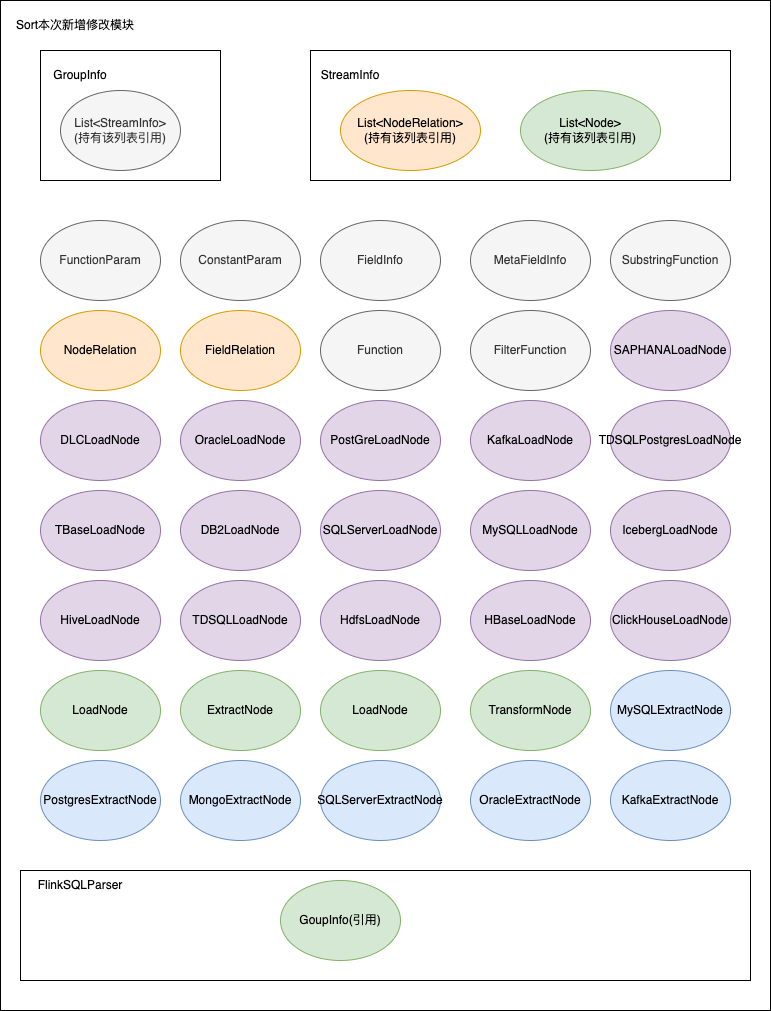 Sort本次新增修改模块
GroupInfo
List<StreamInfo>
(持有该列表引用)
StreamInfo
List<NodeRelation>
(持有该列表引用)
List<Node>
(持有该列表引用)
FunctionParam
ConstantParam
FieldInfo
MetaFieldInfo
SubstringFunction
NodeRelation
FieldRelation
Function
FilterFunction
SAPHANALoadNode
DLCLoadNode
OracleLoadNode
PostGreLoadNode
KafkaLoadNode
TDSQLPostgresLoadNode
TBaseLoadNode
DB2LoadNode
SQLServerLoadNode
MySQLLoadNode
IcebergLoadNode
HiveLoadNode
TDSQLLoadNode
HdfsLoadNode
HBaseLoadNode
ClickHouseLoadNode
LoadNode
ExtractNode
LoadNode
TransformNode
MySQLExtractNode
PostgresExtractNode
MongoExtractNode
SQLServerExtractNode
OracleExtractNode
KafkaExtractNode
FlinkSQLParser
GoupInfo(引用)